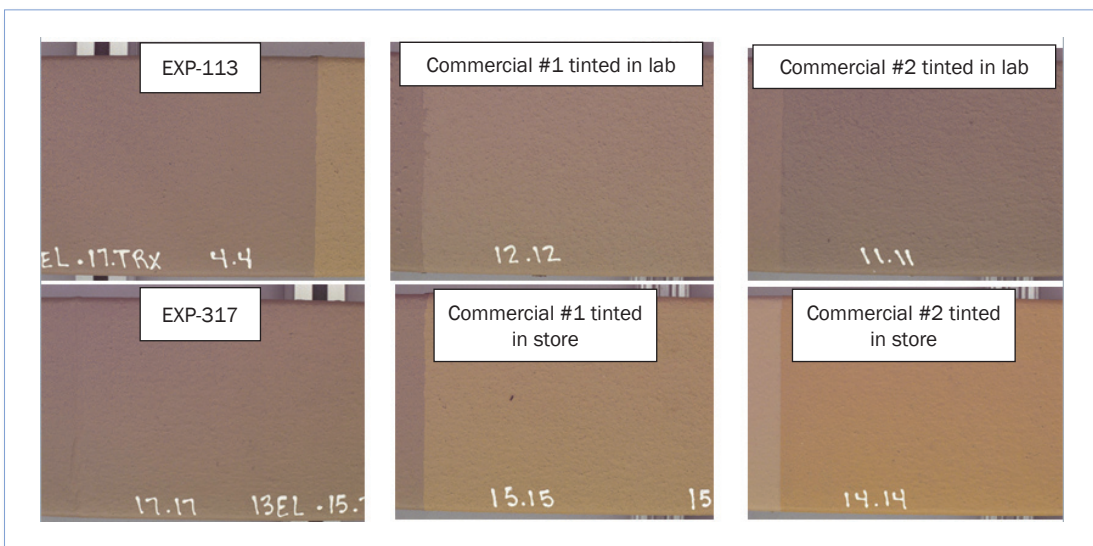 EXP-113
Commercial #1 tinted in lab
Commercial #2 tinted in lab
EL.17.TRX 4.4
12.12
11.11
EXP-317
Commercial #1 tinted
in store
Commercial #2 tinted
in store
17.17 13EL.15.
15.15 15
14.14